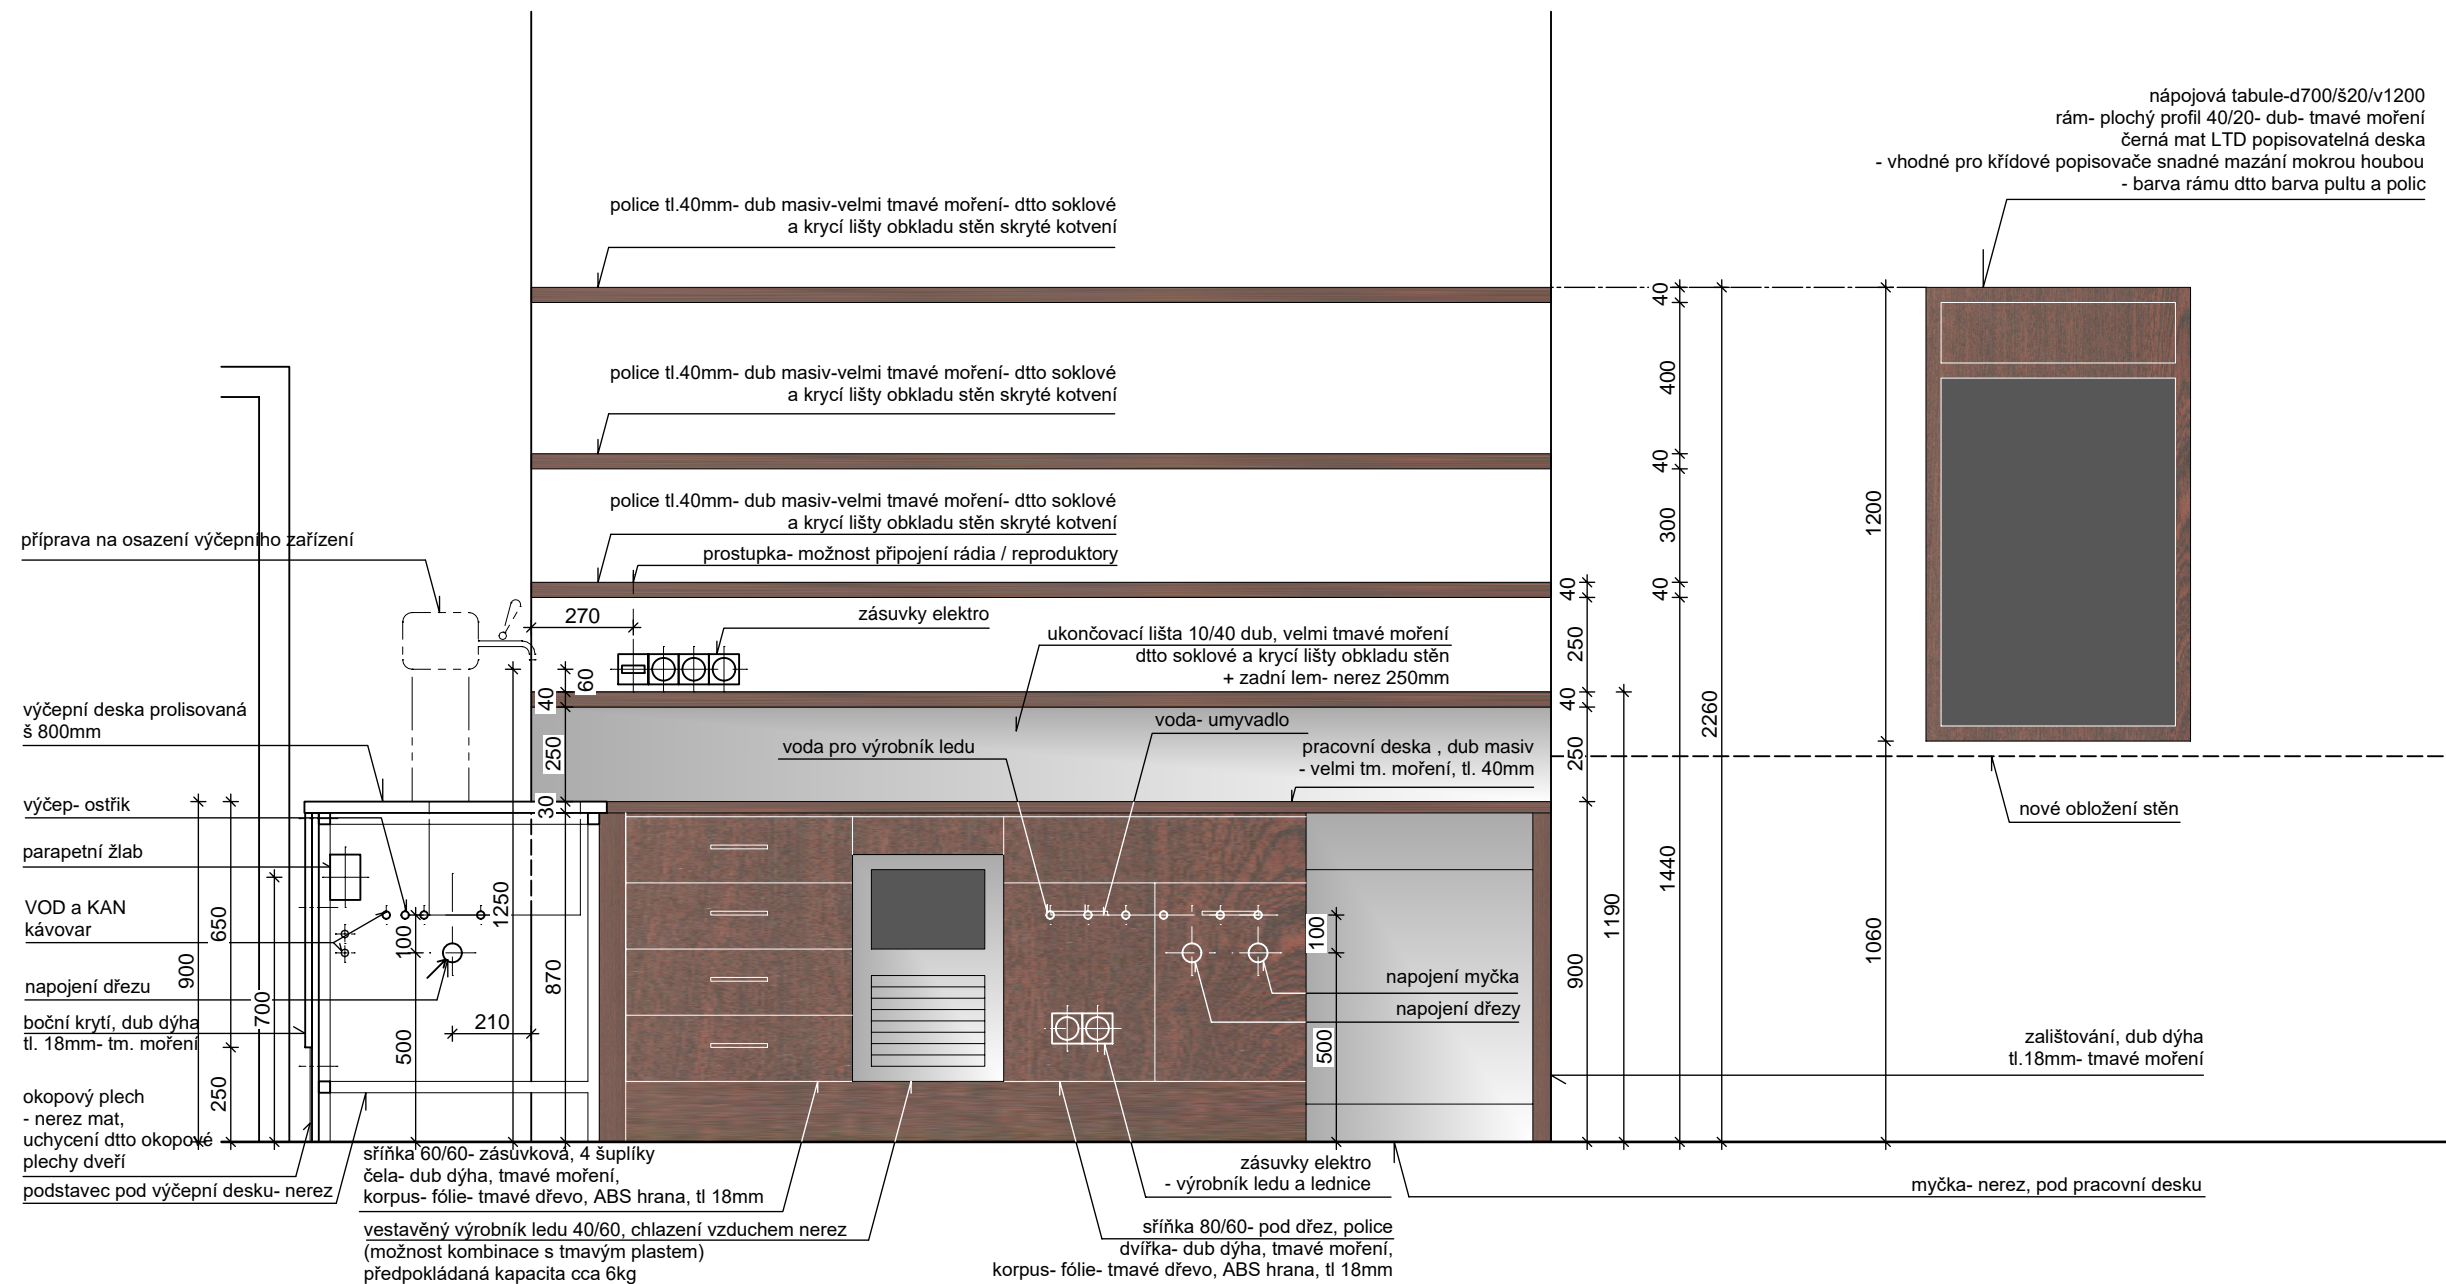 nápojová tabule-d700/š20/v1200
rám- plochý profil 40/20- dub- tmavé moření
černá mat LTD popisovatelná deska
- vhodné pro křídové popisovače snadné mazání mokrou houbou
- barva rámu dtto barva pultu a polic
police tl.40mm- dub masiv-velmi tmavé moření- dtto soklové
a krycí lišty obkladu stěn skryté kotvení
40
police tl.40mm- dub masiv-velmi tmavé moření- dtto soklové
a krycí lišty obkladu stěn skryté kotvení
400
40
police tl.40mm- dub masiv-velmi tmavé moření- dtto soklové
a krycí lišty obkladu stěn skryté kotvení
300
1200
příprava na osazení výčepního zařízení
prostupka- možnost připojení rádia / reproduktory
40
40
270
zásuvky elektro
ukončovací lišta 10/40 dub, velmi tmavé moření
dtto soklové a krycí lišty obkladu stěn
+ zadní lem- nerez 250mm
250
60
40
40
2260
výčepní deska prolisovaná
š 800mm
voda- umyvadlo
voda pro výrobník ledu
pracovní deska , dub masiv
- velmi tm. moření, tl. 40mm
250
250
výčep- ostřik
30
nové obložení stěn
parapetní žlab
1440
VOD a KAN
kávovar
650
100
1250
100
1190
1060
900
870
900
napojení myčka
napojení dřezu
700
napojení dřezy
boční krytí, dub dýha
tl. 18mm- tm. moření
210
500
500
zalištování, dub dýha
tl.18mm- tmavé moření
250
okopový plech
- nerez mat,
uchycení dtto okopové
plechy dveří
podstavec pod výčepní desku- nerez
sříňka 60/60- zásuvková, 4 šuplíky
čela- dub dýha, tmavé moření,
korpus- fólie- tmavé dřevo, ABS hrana, tl 18mm
zásuvky elektro
- výrobník ledu a lednice
myčka- nerez, pod pracovní desku
vestavěný výrobník ledu 40/60, chlazení vzduchem nerez
(možnost kombinace s tmavým plastem)
předpokládaná kapacita cca 6kg
sříňka 80/60- pod dřez, police
dvířka- dub dýha, tmavé moření,
korpus- fólie- tmavé dřevo, ABS hrana, tl 18mm